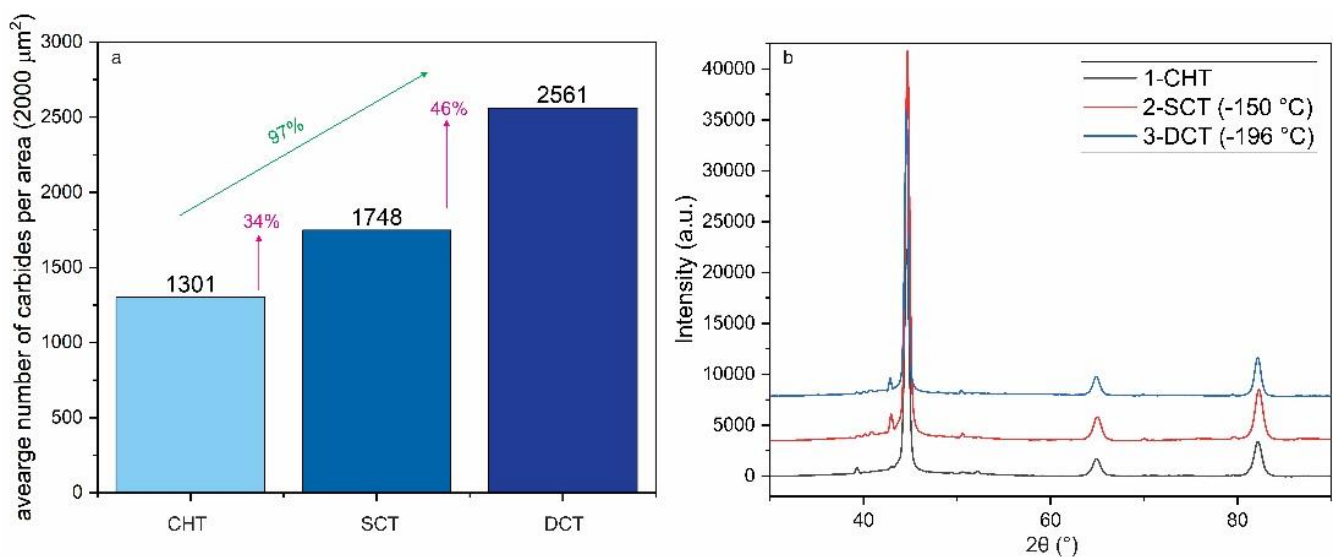 a
avearge number of carbides per area (2000 μm²)
3000
2500
2000
1500
1000
500
0
97%
34%
46%
1301
1748
2561
CHT
SCT
DCT
b
Intensity (a.u.)
40000
35000
30000
25000
20000
15000
10000
5000
0
1-CHT
2-SCT (-150 °C)
3-DCT (-196 °C)
40
60
80
2θ (°)